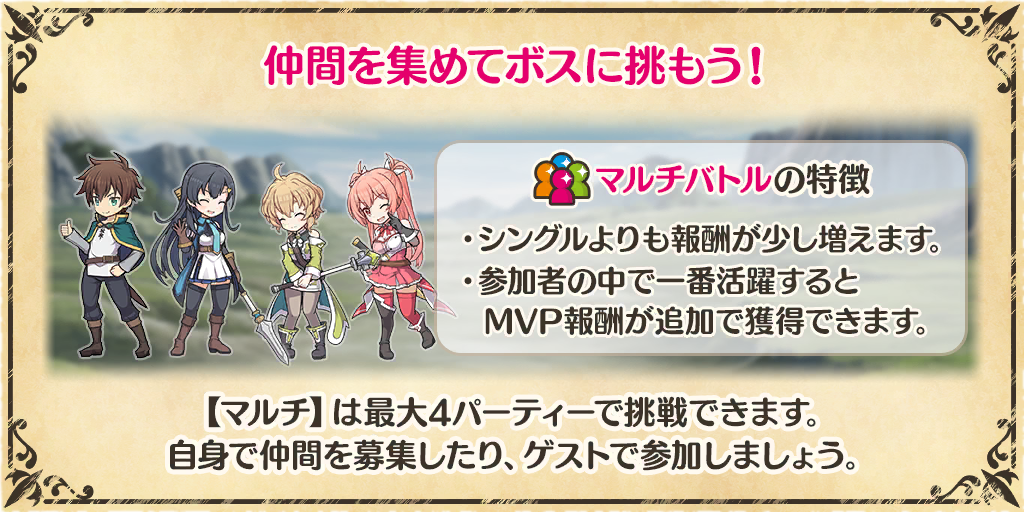 仲間を集めてボスに挑もう！
マルチバトルの特徴
・シングルよりも報酬が少し増えます。
・参加者の中で一番活躍すると
MVP報酬が追加で獲得できます。
【マルチ】は最大4パーティーで挑戦できます。
自身で仲間を募集したり、ゲストで参加しましょう。